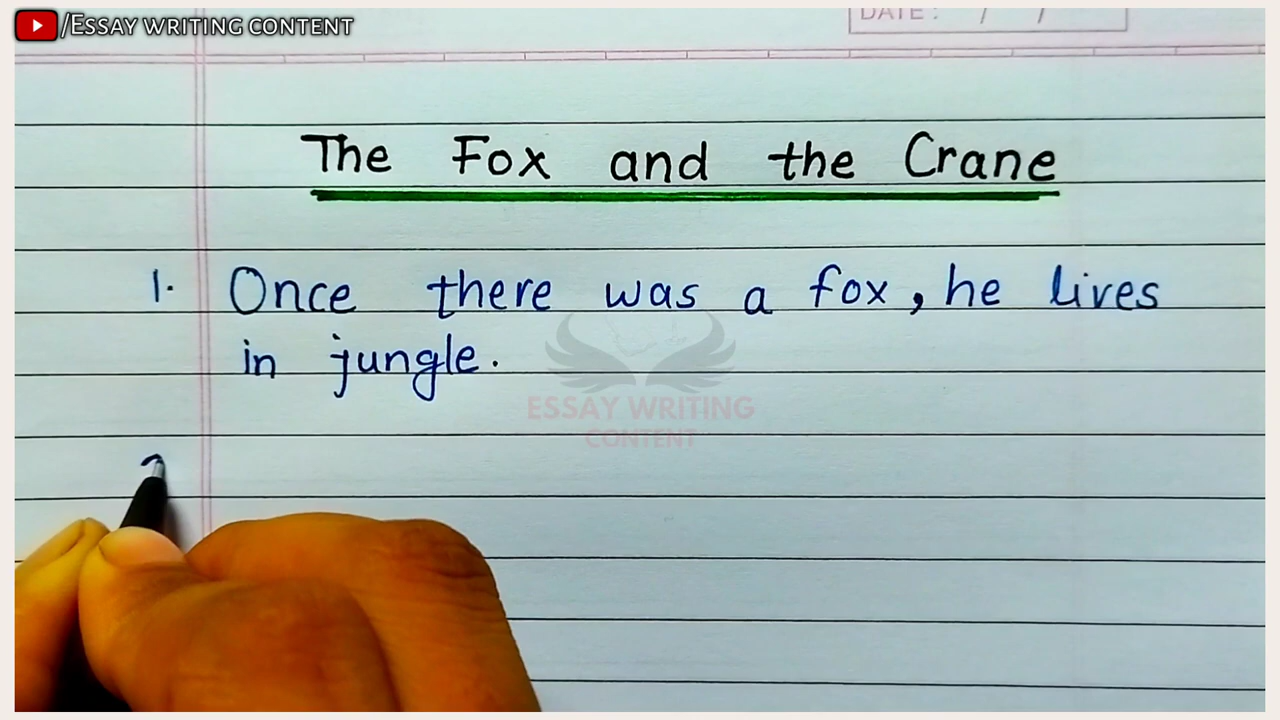 /ESSAY WRITING CONTENT
DATE: / /
The Fox and the Crane
1. Once there was a fox, he lives
in jungle.
ESSAY WRITING
CONTENT